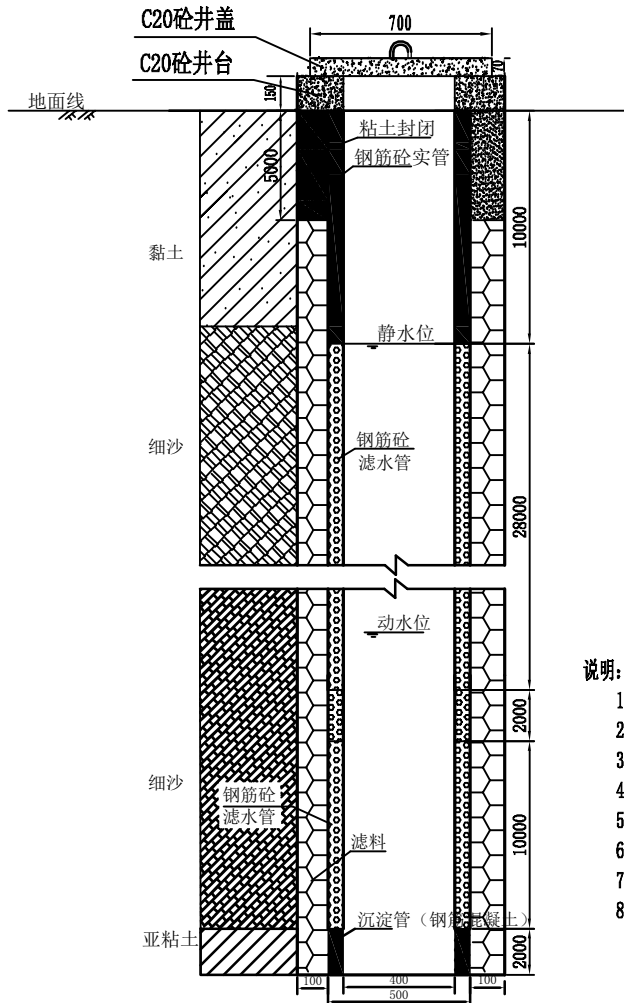 C20砼井盖
700
70
C20砼井台
150
地面线
粘土封闭
钢筋砼实管
5000
10000
黏土
静水位
细沙
钢筋砼
滤水管
28000
动水位
说明:
1
2000
2
3
细沙
钢筋砼
滤水管
4
5
10000
滤料
6
7
8
沉淀管（钢筋混凝土）
亚粘土
2000
100
400
100
500